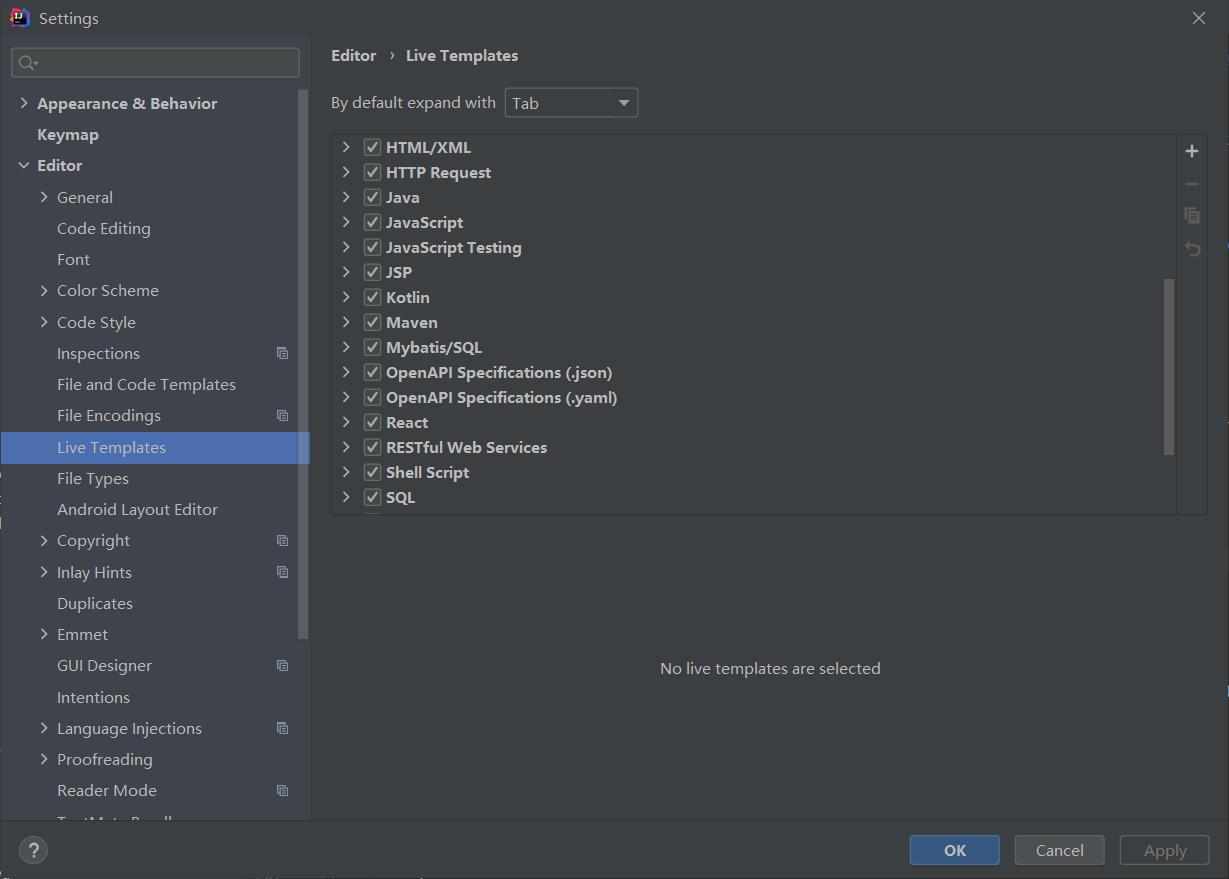 Settings
Appearance & Behavior
Keymap
Editor
General
Code Editing
Font
Color Scheme
Code Style
Inspections
File and Code Templates
File Encodings
Live Templates
File Types
Android Layout Editor
Copyright
Inlay Hints
Duplicates
Emmet
GUI Designer
Intentions
Language Injections
Proofreading
Reader Mode
Editor › Live Templates
By default expand with Tab
HTML/XML
HTTP Request
Java
JavaScript
JavaScript Testing
JSP
Kotlin
Maven
Mybatis/SQL
OpenAPI Specifications (.json)
OpenAPI Specifications (.yaml)
React
RESTful Web Services
Shell Script
SQL
No live templates are selected
?
OK
Cancel
Apply